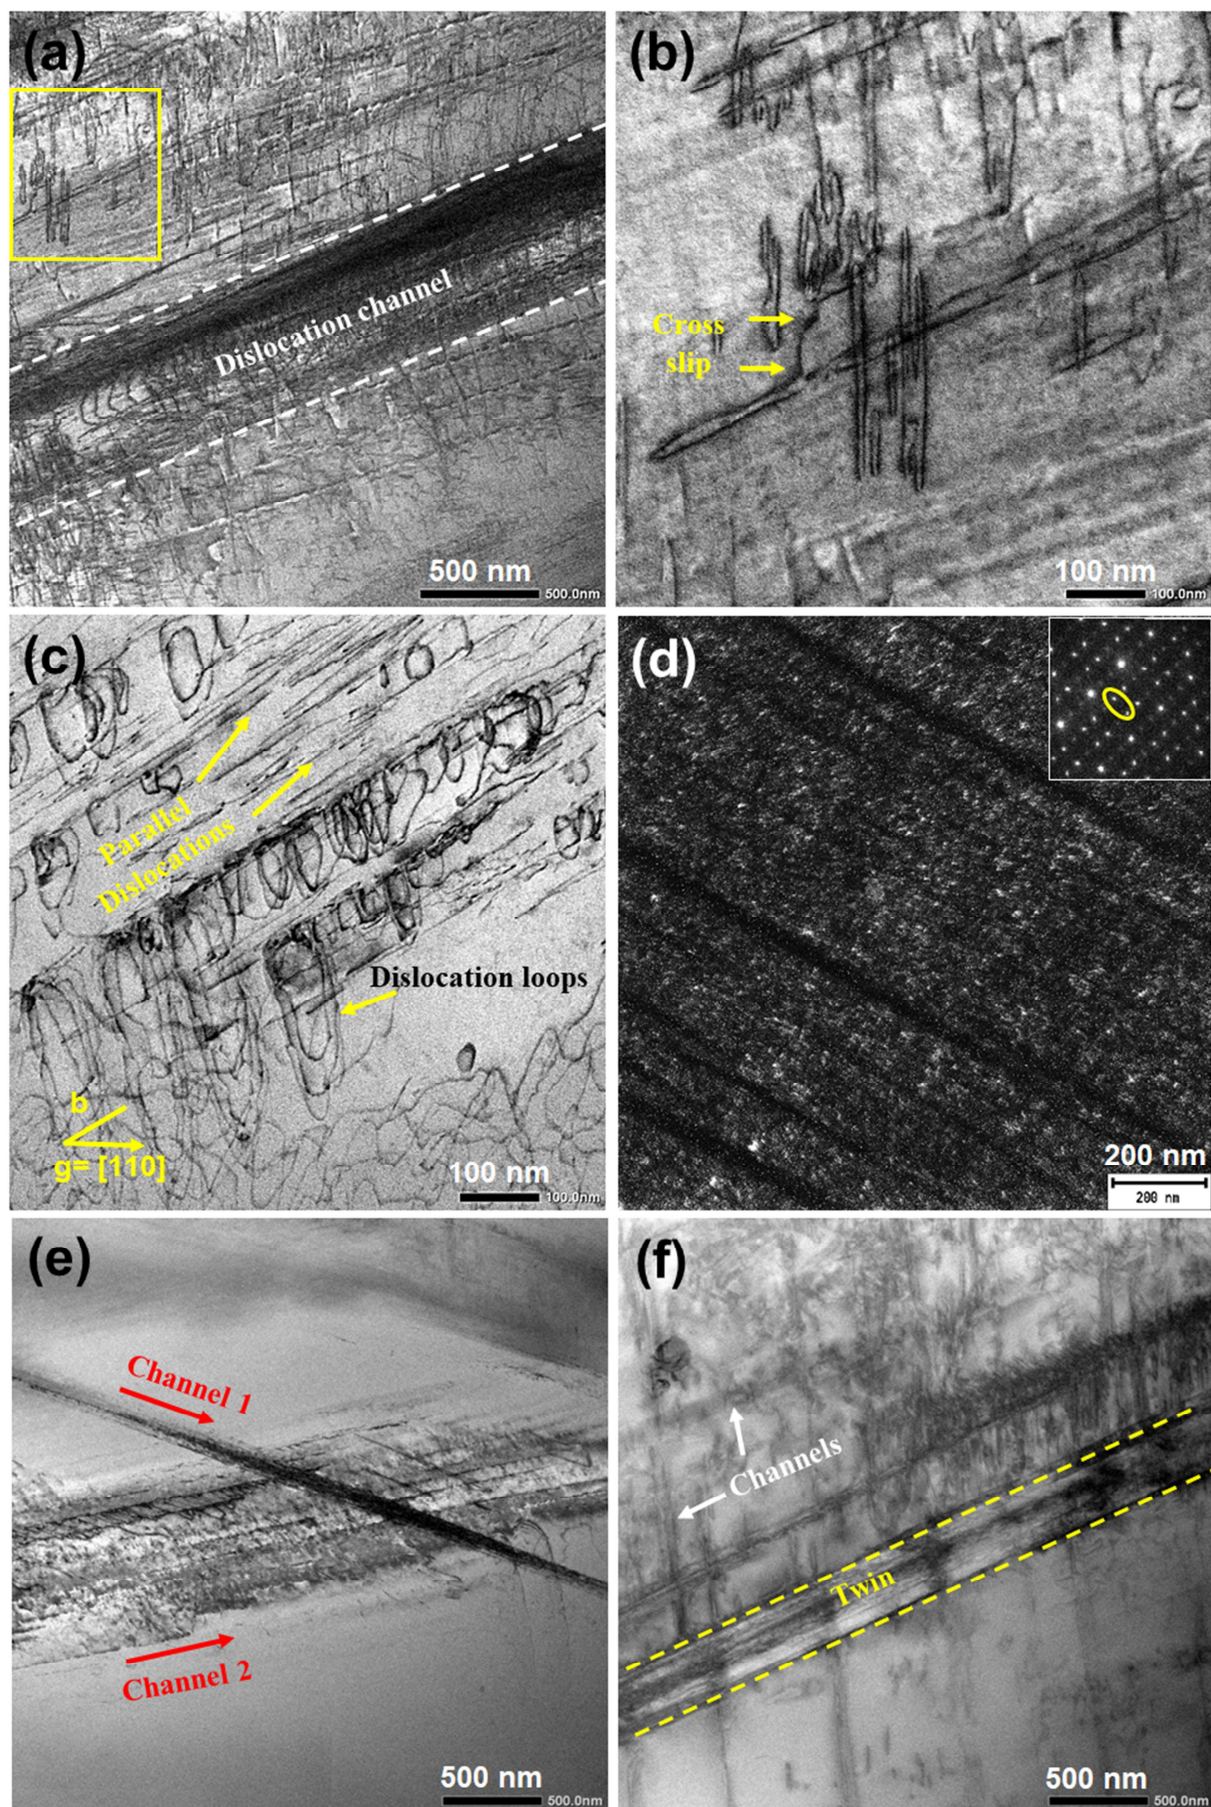 (a)
Dislocation channel
500 nm
500.0nm
(b)
Cross
slip
100 nm
100.0nm
(c)
Parallel
Dislocations
Dislocation loops
b
g= [110]
100 nm
100.0nm
(d)
200 nm
200 nm
(e)
Channel 1
Channel 2
500 nm
500.0nm
(f)
Channels
Twin
500 nm
500.0nm